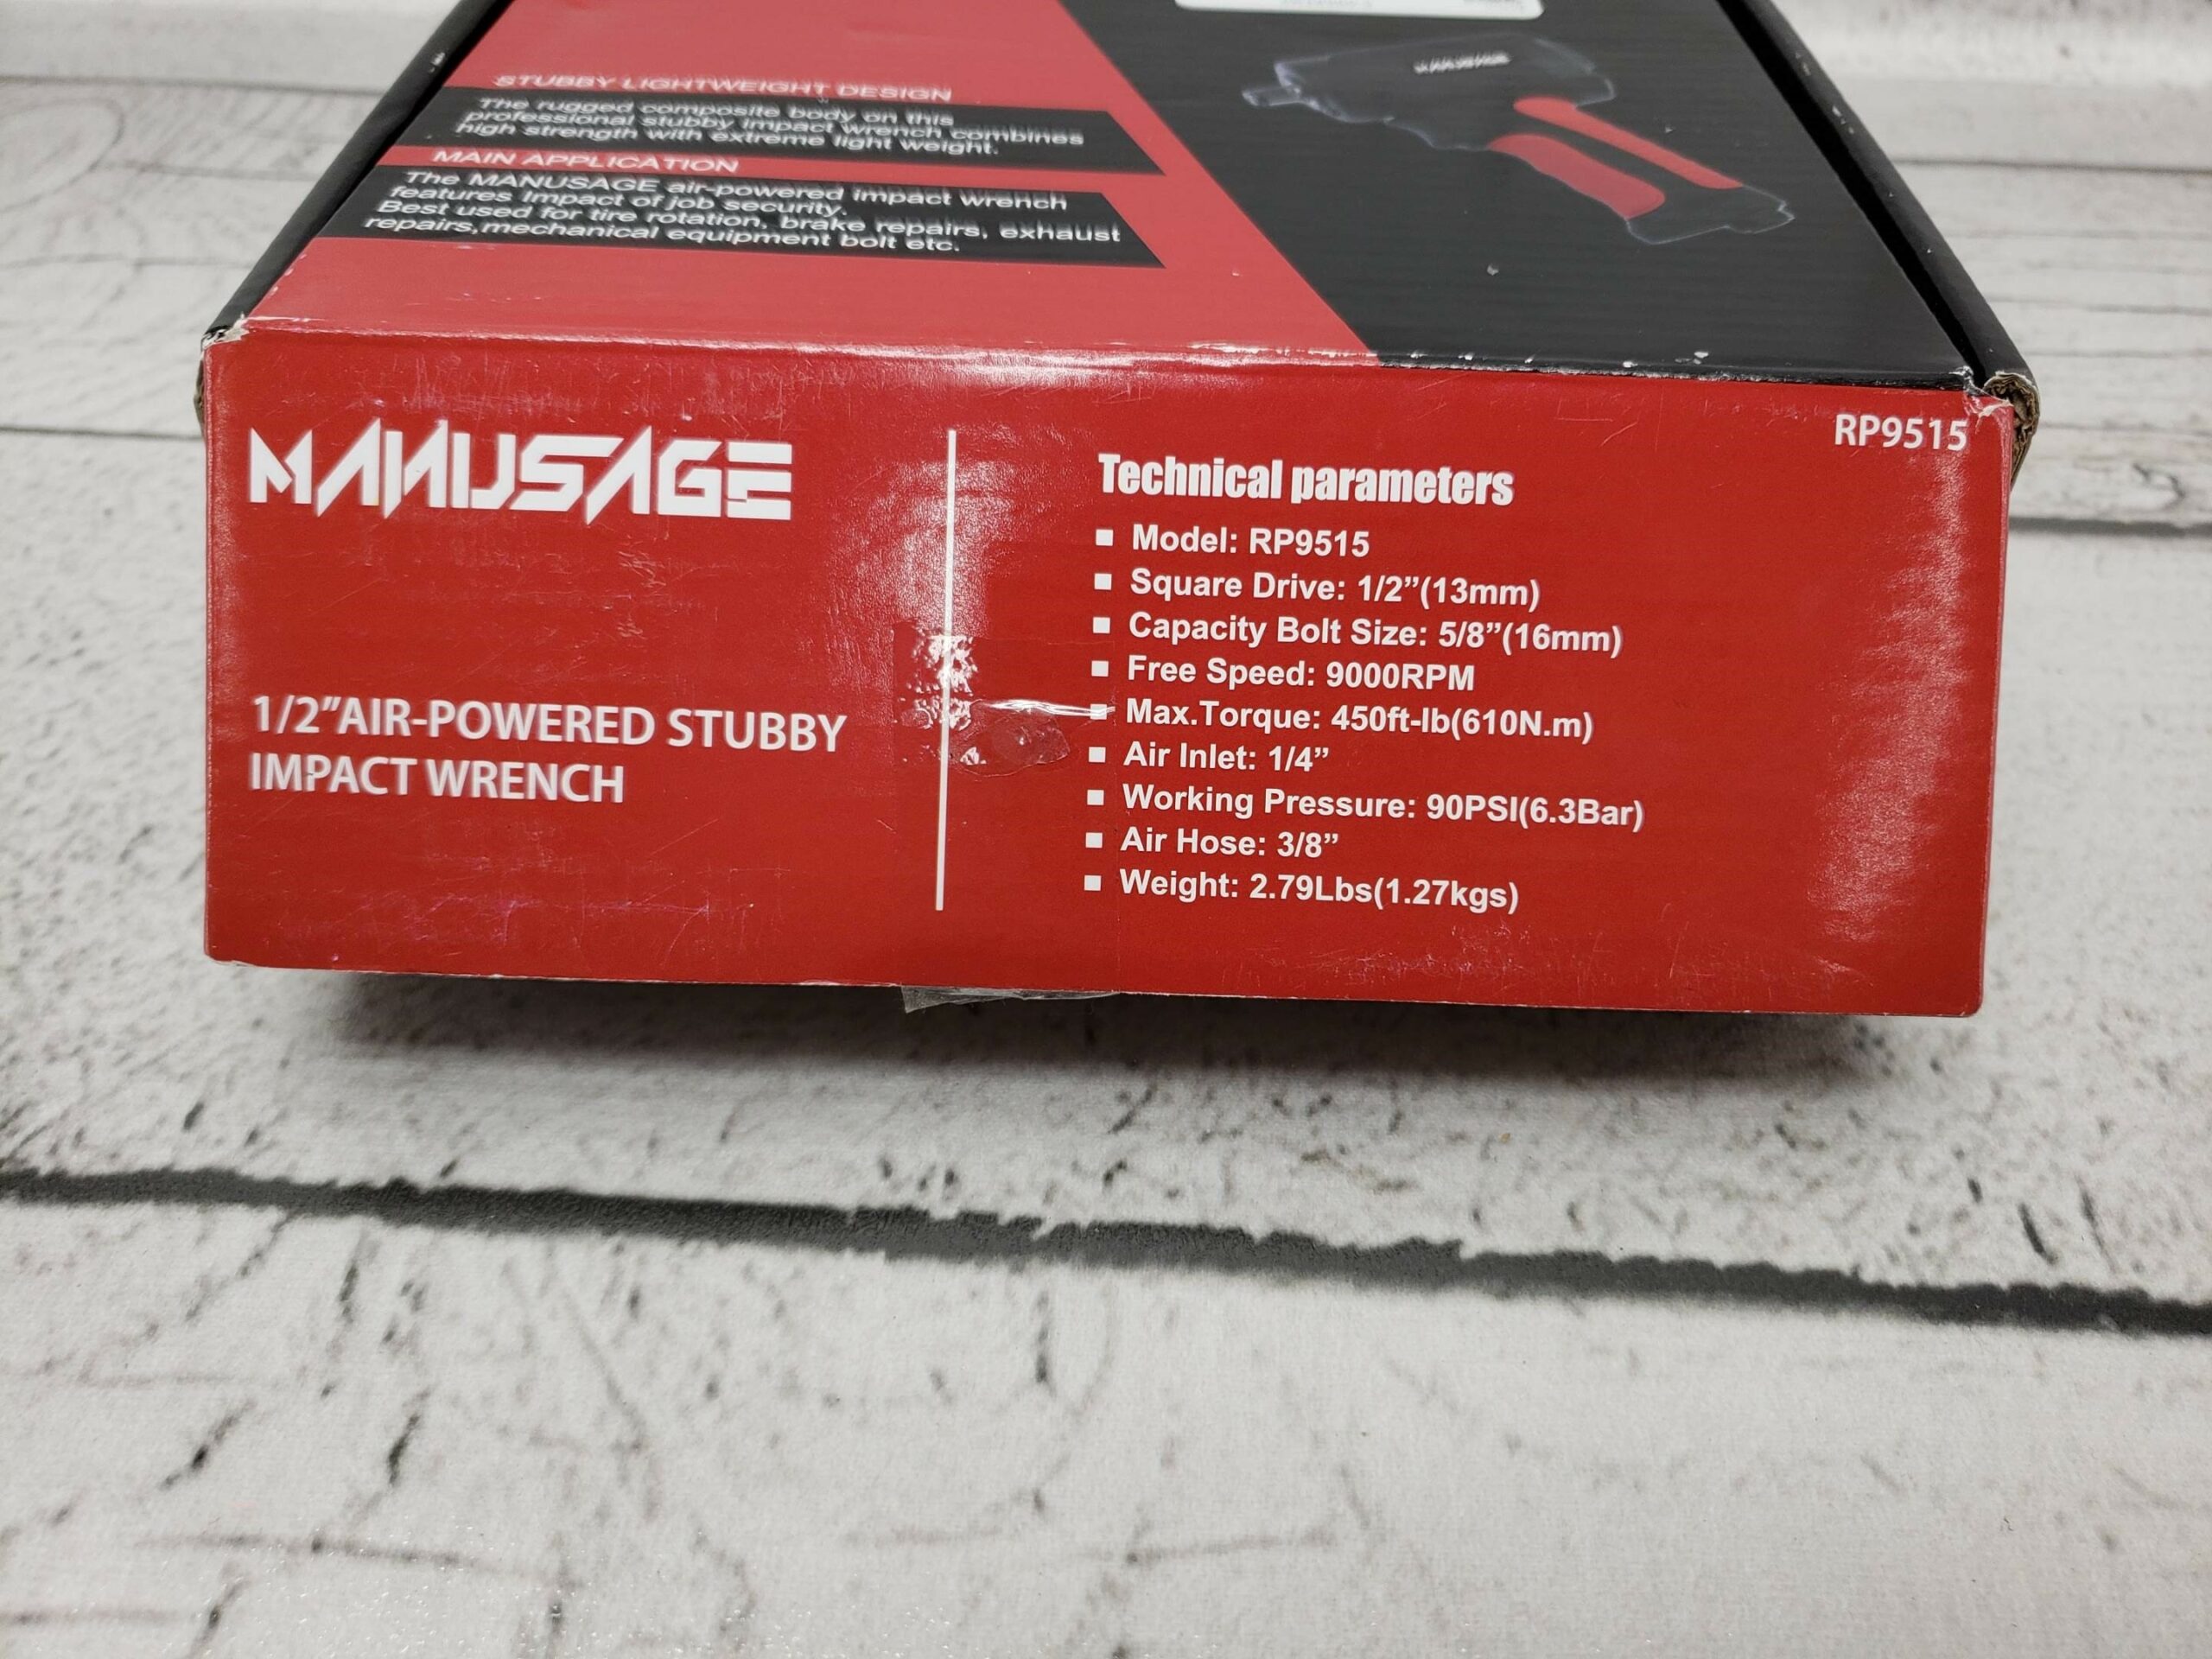 STUBBY LIGHTWEIGHT DESIGN
The rugged composite body on this
professional stubby impact wrench combines
high strength with extreme light weight.
MAIN APPLICATION
The MANUSAGE air-powered impact wrench
features impact of job security.
Best used for tire rotation, brake repairs, exhaust
repairs,mechanical equipment bolt etc.
MANUSAGE
MANUSAGE
1/2”AIR-POWERED STUBBY
IMPACT WRENCH
RP9515
Technical parameters
■ Model: RP9515
■ Square Drive: 1/2”(13mm)
■ Capacity Bolt Size: 5/8”(16mm)
■ Free Speed: 9000RPM
■ Max.Torque: 450ft-lb(610N.m)
■ Air Inlet: 1/4”
■ Working Pressure: 90PSI(6.3Bar)
■ Air Hose: 3/8”
■ Weight: 2.79Lbs(1.27kgs)